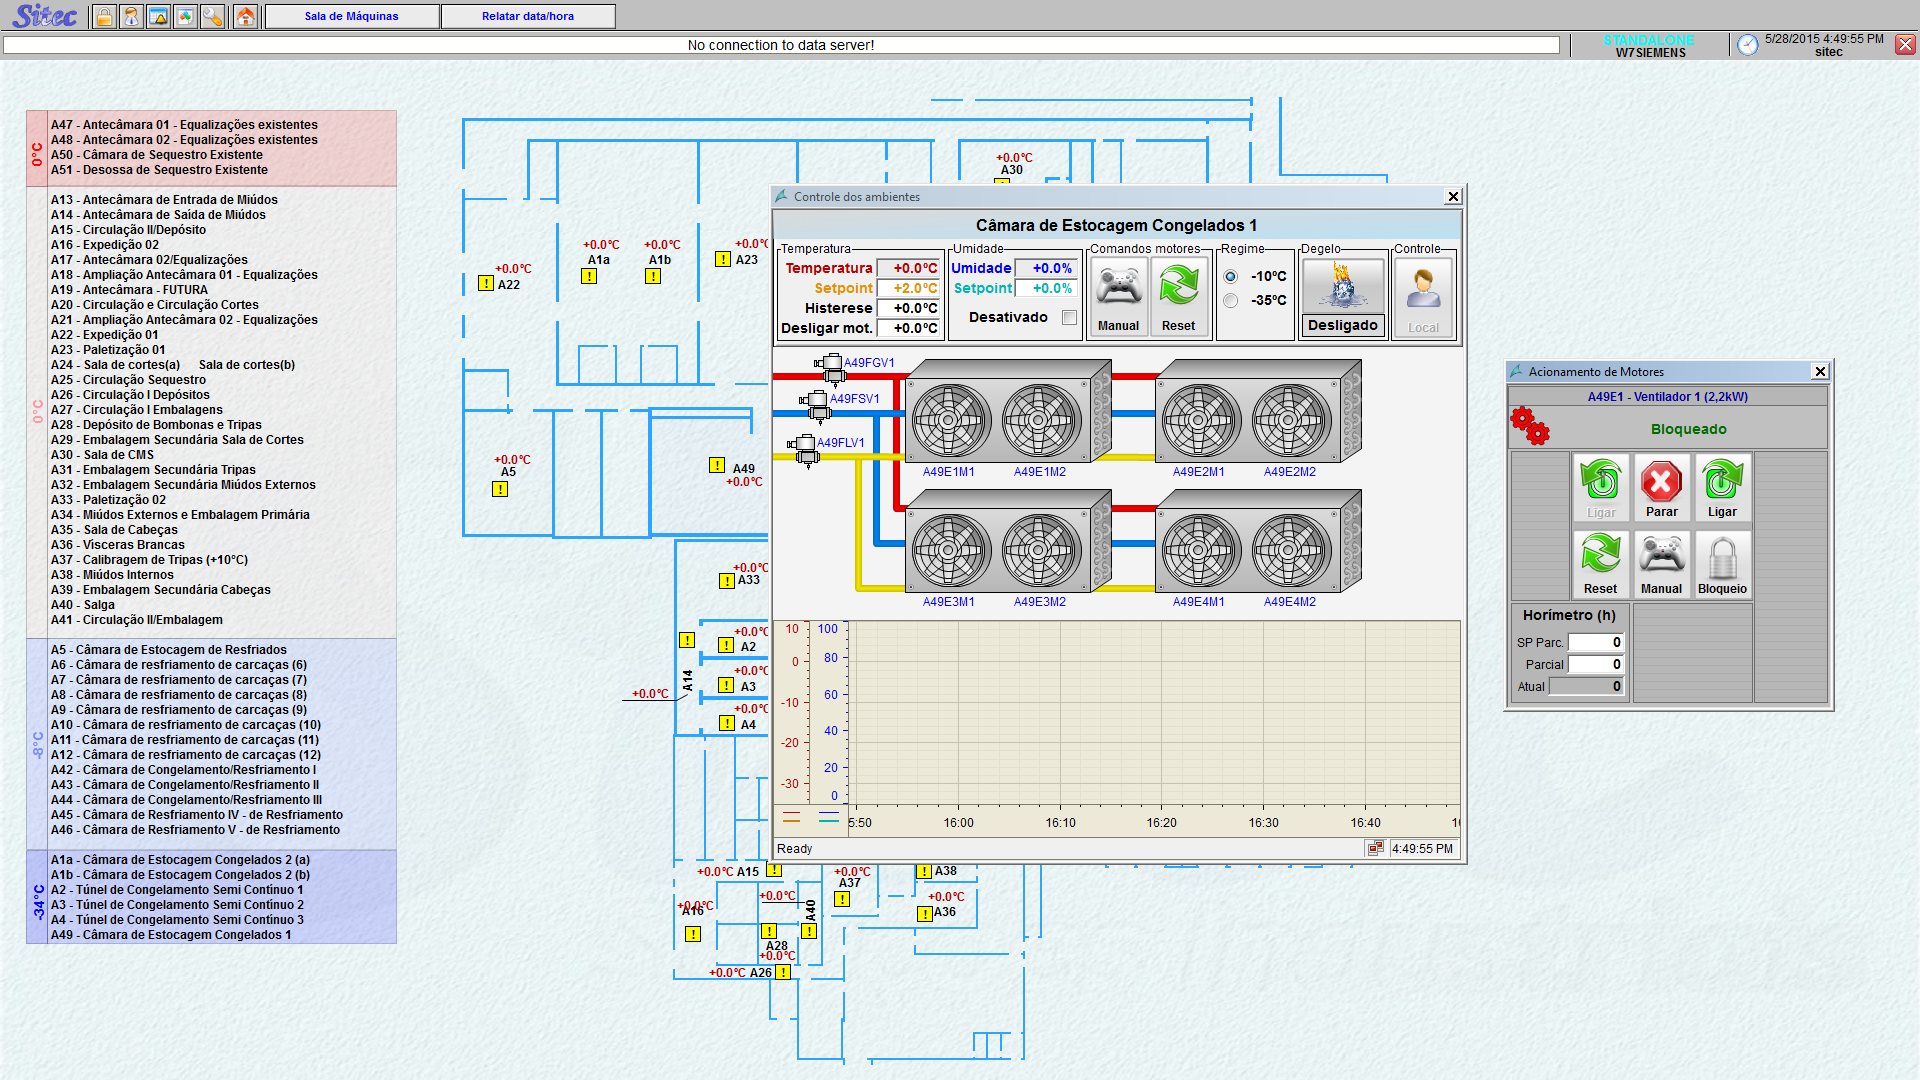 Sitec
Sala de Máquinas
Relatar data/hora
No connection to data server!
STANDALONE
W7SIEMENS
5/28/2015 4:49:55 PM
sitec
0°C
A47 - Antecâmara 01 - Equalizações existentes
A48 - Antecâmara 02 - Equalizações existentes
A50 - Câmara de Sequestro Existente
A51 - Desossa de Sequestro Existente
0°C
A13 - Antecâmara de Entrada de Miúdos
A14 - Antecâmara de Saída de Miúdos
A15 - Circulação II/Depósito
A16 - Expedição 02
A17 - Antecâmara 02/Equalizações
A18 - Ampliação Antecâmara 01 - Equalizações
A19 - Antecâmara - FUTURA
A20 - Circulação e Circulação Cortes
A21 - Ampliação Antecâmara 02 - Equalizações
A22 - Expedição 01
A23 - Paletização 01
A24 - Sala de cortes(a) Sala de cortes(b)
A25 - Circulação Sequestro
A26 - Circulação I Depósitos
A27 - Circulação I Embalagens
A28 - Depósito de Bombonas e Tripas
A29 - Embalagem Secundária Sala de Cortes
A30 - Sala de CMS
A31 - Embalagem Secundária Tripas
A32 - Embalagem Secundária Miúdos Externos
A33 - Paletização 02
A34 - Miúdos Externos e Embalagem Primária
A35 - Sala de Cabeças
A36 - Vísceras Brancas
A37 - Calibragem de Tripas (+10°C)
A38 - Miúdos Internos
A39 - Embalagem Secundária Cabeças
A40 - Salga
A41 - Circulação II/Embalagem
-8°C
A5 - Câmara de Estocagem de Resfriados
A6 - Câmara de resfriamento de carcaças (6)
A7 - Câmara de resfriamento de carcaças (7)
A8 - Câmara de resfriamento de carcaças (8)
A9 - Câmara de resfriamento de carcaças (9)
A10 - Câmara de resfriamento de carcaças (10)
A11 - Câmara de resfriamento de carcaças (11)
A12 - Câmara de resfriamento de carcaças (12)
A42 - Câmara de Congelamento/Resfriamento I
A43 - Câmara de Congelamento/Resfriamento II
A44 - Câmara de Congelamento/Resfriamento III
A45 - Câmara de Resfriamento IV - de Resfriamento
A46 - Câmara de Resfriamento V - de Resfriamento
-34°C
A1a - Câmara de Estocagem Congelados 2 (a)
A1b - Câmara de Estocagem Congelados 2 (b)
A2 - Túnel de Congelamento Semi Contínuo 1
A3 - Túnel de Congelamento Semi Contínuo 2
A4 - Túnel de Congelamento Semi Contínuo 3
A49 - Câmara de Estocagem Congelados 1
+0.0°C
A30
+0.0°C
A22
+0.0°C
A1a
+0.0°C
A1b
+0.0°C
A23
+0.0°C
A5
A49
+0.0°C
+0.0°C
A33
+0.0°C
A2
+0.0°C
A3
+0.0°C
A4
A14
+0.0°C
+0.0°C A15
+0.0°C
A16
+0.0°C
A40
A28
+0.0°C
+0.0°C A26
+0.0°C
A37
A38
+0.0°C
A36
Controle dos ambientes
Câmara de Estocagem Congelados 1
Temperatura
Temperatura +0.0°C
Setpoint +2.0°C
Histerese +0.0°C
Desligar mot. +0.0°C
Umidade
Umidade +0.0%
Setpoint +0.0%
Desativado
Comandos motores
Manual
Reset
Regime
-10°C
-35°C
Degelo
Desligado
Controle
Local
A49FGV1
A49FSV1
A49FLV1
A49E1M1 A49E1M2
A49E2M1 A49E2M2
A49E3M1 A49E3M2
A49E4M1 A49E4M2
10
0
-10
-20
-30
100
80
60
40
20
0
5:50 16:00 16:10 16:20 16:30 16:40
Ready
4:49:55 PM
Acionamento de Motores
A49E1 - Ventilador 1 (2,2kW)
Bloqueado
Ligar
Parar
Ligar
Reset
Manual
Bloqueio
Horímetro (h)
SP Parc. 0
Parcial 0
Atual 0